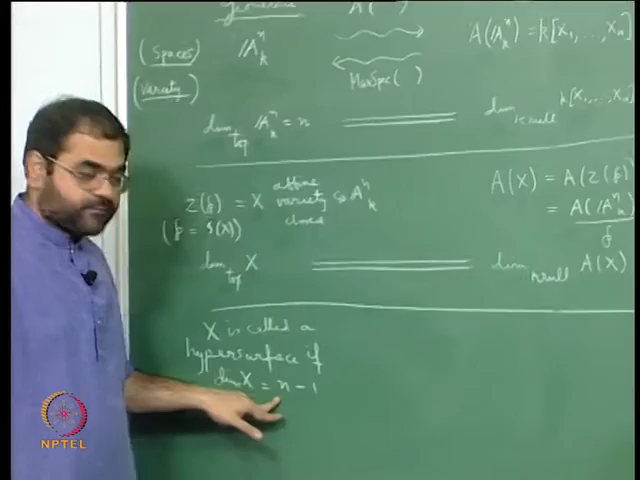 Geometric A( )
(Spaces) 𝔸ⁿₖ A(𝔸ⁿₖ) = k[X₁, ..., Xₙ]
(Variety) MaxSpec( )
dim_top 𝔸ⁿₖ = n dim_krull k[X₁, ..., Xₙ]
Z(𝔭) = X affine variety closed ⊂ 𝔸ⁿₖ A(X) = A(Z(𝔭))
(𝔭 = I(X)) = A(𝔸ⁿₖ)/𝔭
dim_top X dim_krull A(X)
X is called a
hypersurface if
dim X = n - 1
NPTEL